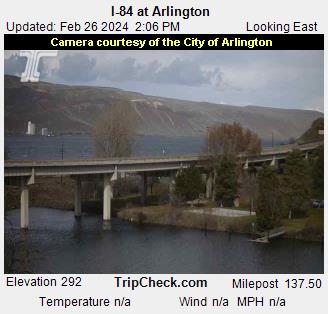 I-84 at Arlington
Updated: Feb 26 2024 2:06 PM Looking East
Camera courtesy of the City of Arlington
Elevation 292 TripCheck.com Milepost 137.50
Temperature n/a Wind n/a MPH n/a